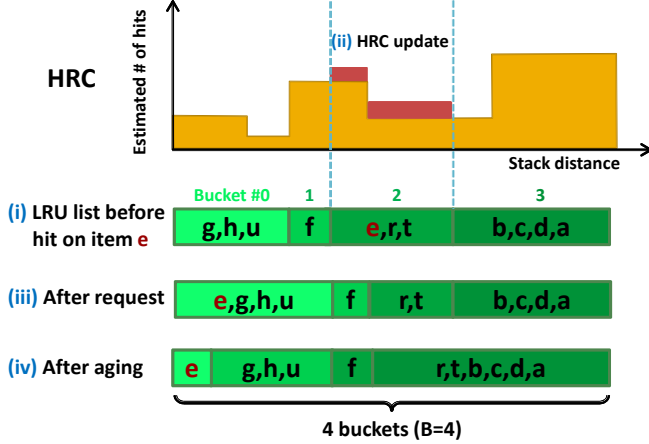 Estimated # of hits
(ii) HRC update
HRC
Stack distance
Bucket #0 1 2 3
(i) LRU list before
hit on item e
g,h,u f e,r,t b,c,d,a
(iii) After request
e,g,h,u f r,t b,c,d,a
(iv) After aging
e g,h,u f r,t,b,c,d,a
4 buckets (B=4)